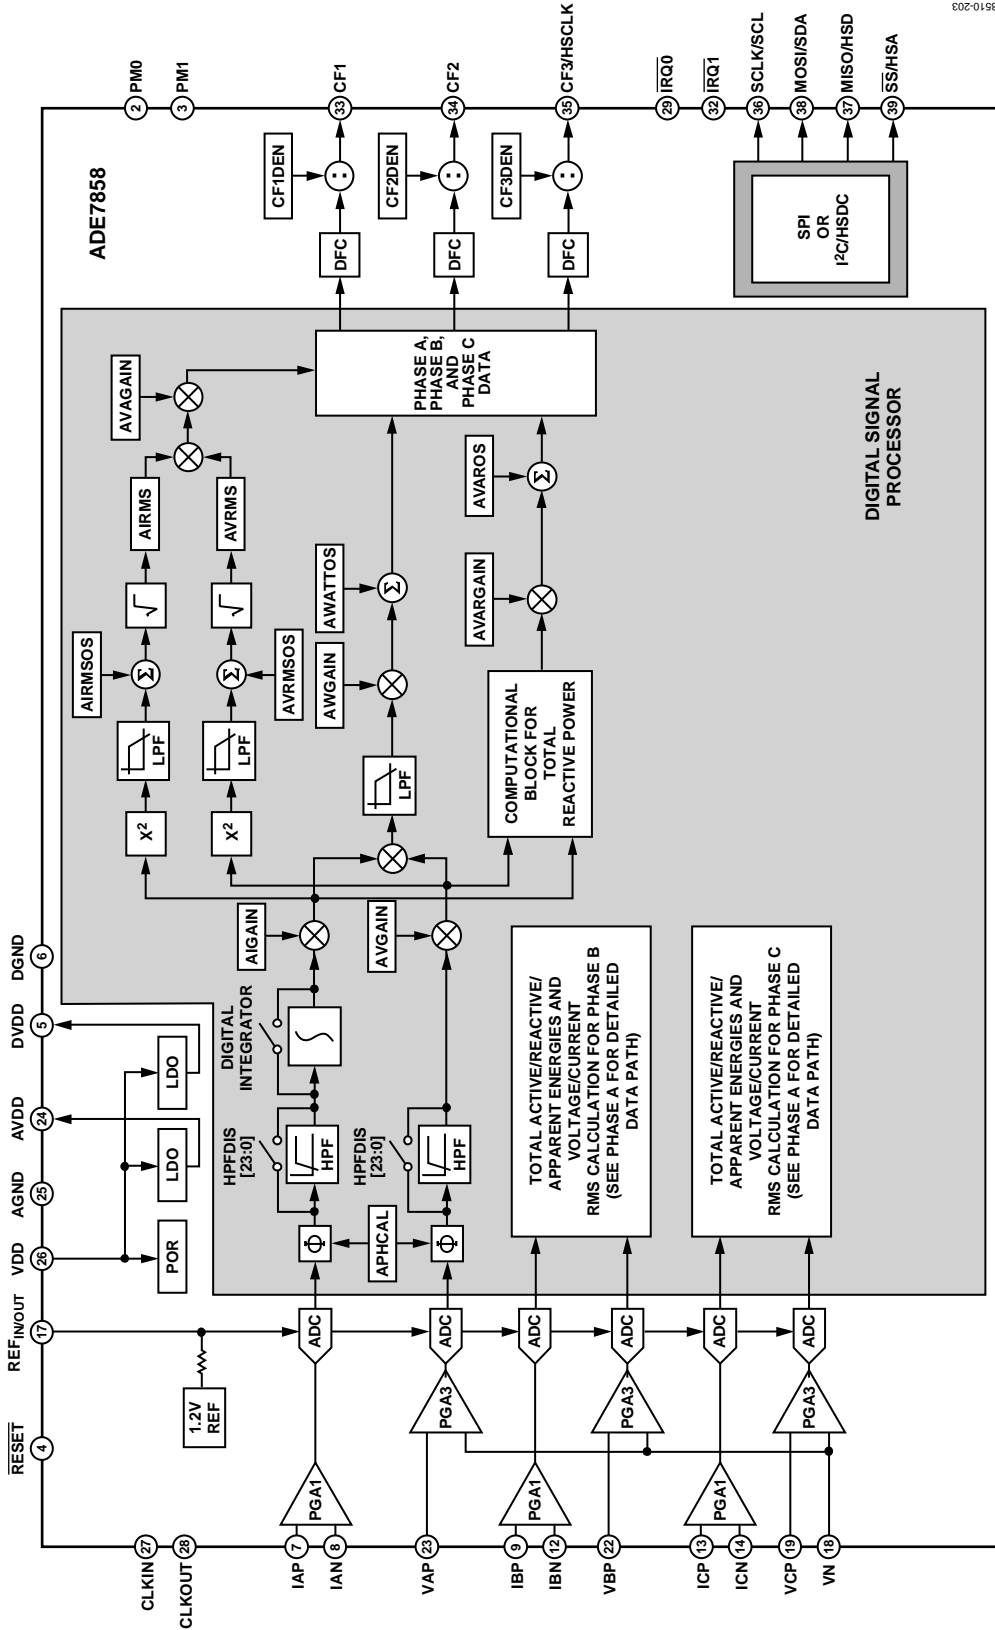 RESET
4
REF IN/OUT
17
VDD
26
AGND
25
AVDD
24
DVDD
5
DGND
6
CLKIN
27
CLKOUT
28
1.2V
REF
POR
LDO
LDO
IAP
7
IAN
8
VAP
23
IBP
9
IBN
12
VBP
22
ICP
13
ICN
14
VCP
19
VN
18
PGA1
PGA3
PGA1
PGA3
PGA1
PGA3
ADC
ADC
ADC
ADC
ADC
ADC
Φ
APHCAL
Φ
HPFDIS
[23:0]
HPF
HPFDIS
[23:0]
HPF
DIGITAL
INTEGRATOR
AIGAIN
AVGAIN
X²
X²
LPF
LPF
AIRMSOS
Σ
Σ
AVRMSOS
√
√
AIRMS
AVRMS
AVAGAIN
LPF
AWGAIN
AWATTOS
Σ
COMPUTATIONAL
BLOCK FOR
TOTAL
REACTIVE POWER
AVARGAIN
AVAROS
Σ
PHASE A,
PHASE B,
AND
PHASE C
DATA
TOTAL ACTIVE/REACTIVE/
APPARENT ENERGIES AND
VOLTAGE/CURRENT
RMS CALCULATION FOR PHASE B
(SEE PHASE A FOR DETAILED
DATA PATH)
TOTAL ACTIVE/REACTIVE/
APPARENT ENERGIES AND
VOLTAGE/CURRENT
RMS CALCULATION FOR PHASE C
(SEE PHASE A FOR DETAILED
DATA PATH)
DIGITAL SIGNAL
PROCESSOR
ADE7858
DFC
DFC
DFC
CF1DEN
:
CF2DEN
:
CF3DEN
:
SPI
OR
I²C/HSDC
2
PM0
3
PM1
33
CF1
34
CF2
35
CF3/HSCLK
29
IRQ0
32
IRQ1
36
SCLK/SCL
38
MOSI/SDA
37
MISO/HSD
39
SS/HSA